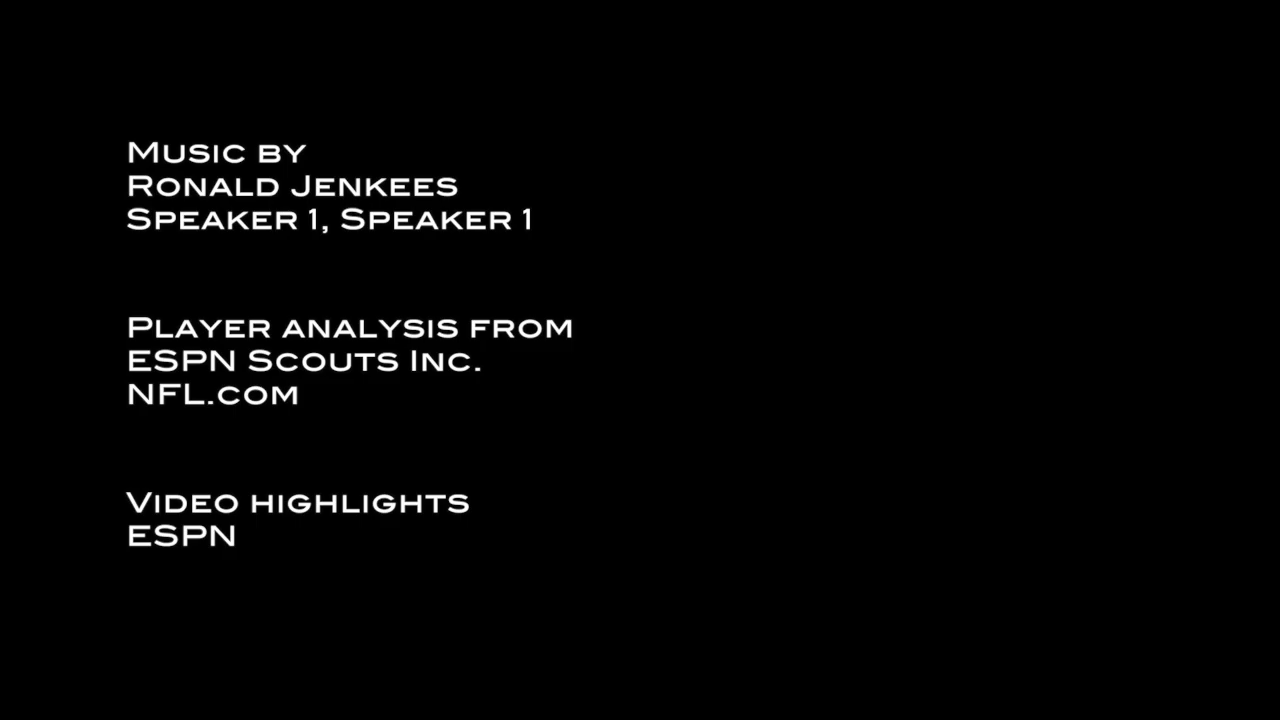 Music by
Ronald Jenkees
Speaker 1, Speaker 1
Player analysis from
ESPN Scouts Inc.
NFL.com
Video highlights
ESPN